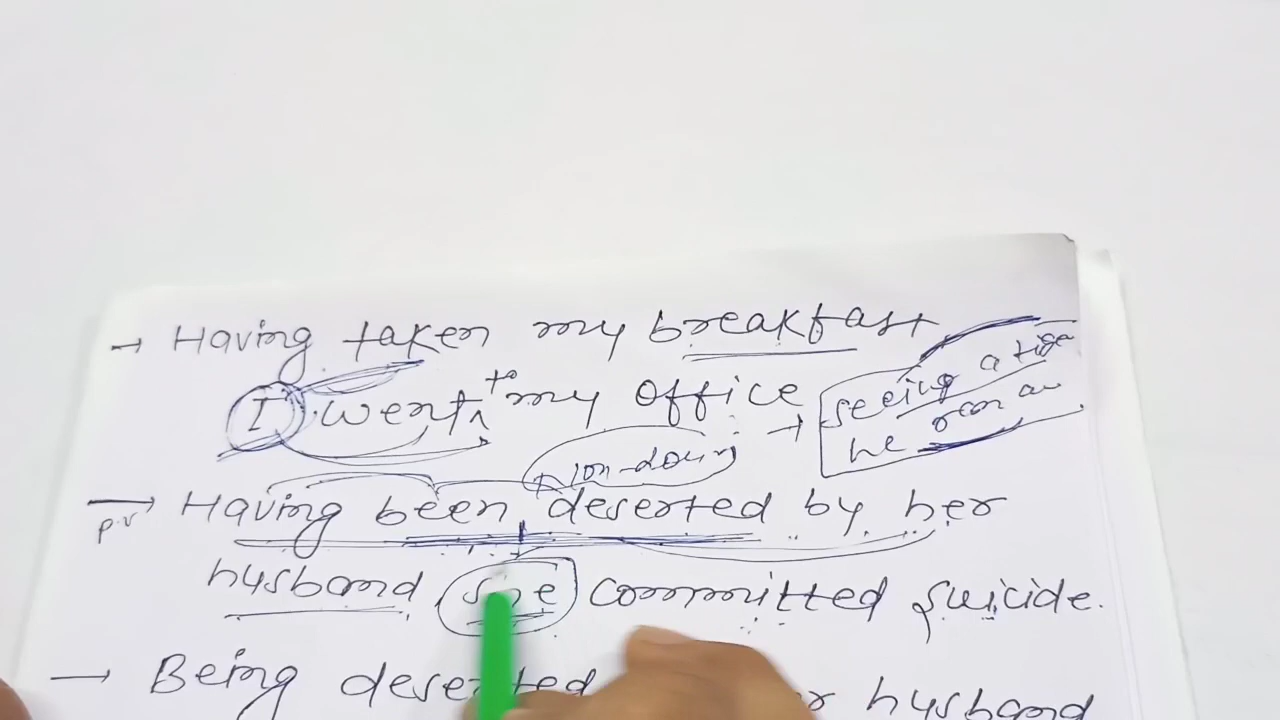 → Having taken my breakfast
I went ^to my office
→ seeing a
he ran
non-doing
→ Having been deserted by her
p.v
husband she committed suicide.
→ Being deserted husband